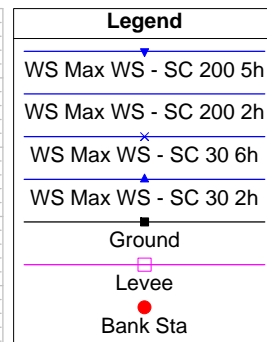 Legend
WS Max WS - SC 200 5h
WS Max WS - SC 200 2h
WS Max WS - SC 30 6h
WS Max WS - SC 30 2h
Ground
Levee
Bank Sta